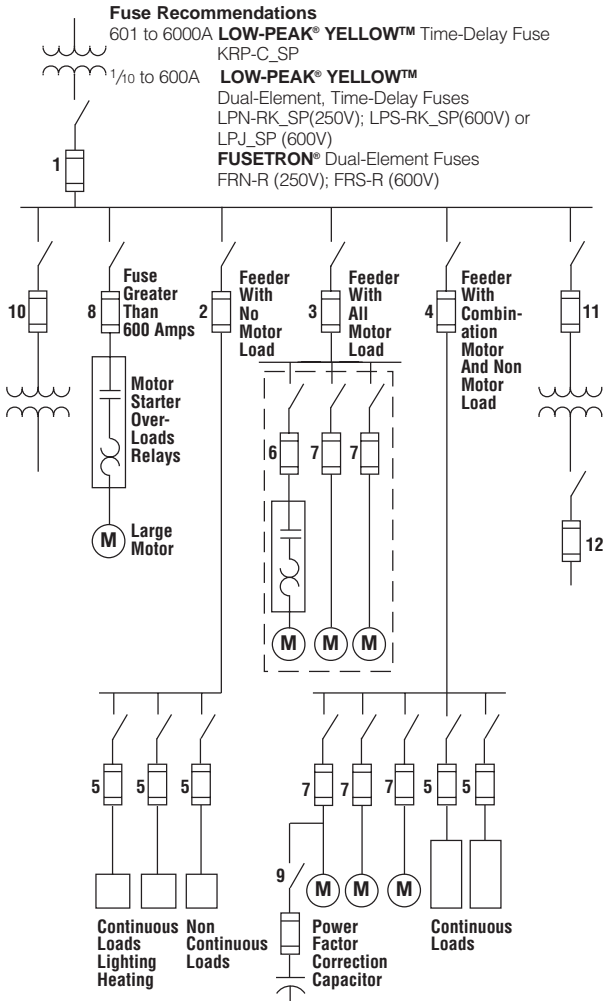 Fuse Recommendations
601 to 6000A LOW-PEAK® YELLOW™ Time-Delay Fuse
KRP-C_SP
1/10 to 600A LOW-PEAK® YELLOW™
Dual-Element, Time-Delay Fuses
LPN-RK_SP(250V); LPS-RK_SP(600V) or
LPJ_SP (600V)
FUSETRON® Dual-Element Fuses
FRN-R (250V); FRS-R (600V)
1
10
8
Fuse
Greater
Than
600 Amps
2
Feeder
With
No
Motor
Load
3
Feeder
With
All
Motor
Load
4
Feeder
With
Combin-
ation
Motor
And Non
Motor
Load
11
Motor
Starter
Over-
Loads
Relays
6
7
7
M
Large
Motor
12
M
M
M
5
5
5
7
7
7
5
5
9
M
M
M
Continuous
Loads
Lighting
Heating
Non
Continuous
Loads
Power
Factor
Correction
Capacitor
Continuous
Loads